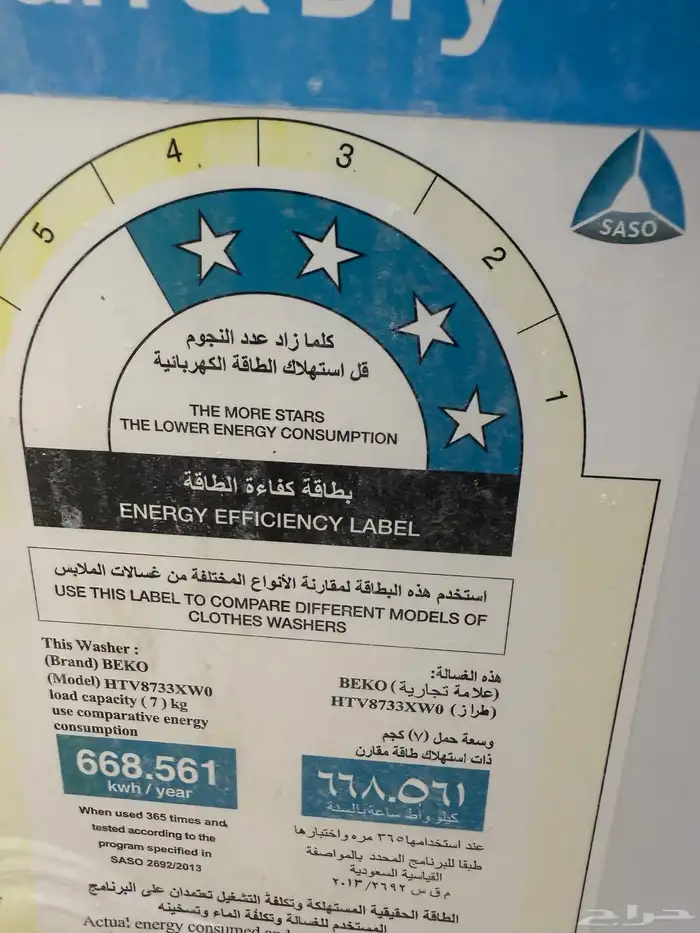 & Dry
SASO
5
4
3
2
1
كلما زاد عدد النجوم
قل استهلاك الطاقة الكهربائية
THE MORE STARS
THE LOWER ENERGY CONSUMPTION
بطاقة كفاءة الطاقة
ENERGY EFFICIENCY LABEL
استخدم هذه البطاقة لمقارنة الأنواع المختلفة من غسالات الملابس
USE THIS LABEL TO COMPARE DIFFERENT MODELS OF
CLOTHES WASHERS
This Washer :
(Brand) BEKO
(Model) HTV8733XW0
load capacity ( 7 ) kg
use comparative energy
consumption
668.561
kwh / year
When used 365 times and,
tested according to the
program specified in
SASO 2692/2013
هذه الغسالة:
(علامة تجارية) BEKO
(طراز) HTV8733XW0
وسعة حمل (٧) كجم
ذات استهلاك طاقة مقارن
٦٦٨.٥٦١
كيلو واط ساعة بالسنة
عند استخدامها ٣٦٥ مره واختبارها
طبقا للبرنامج المحدد بالمواصفة
القياسية السعودية
م ق س ٢٠١٣/٢٦٩٢
الطاقة الحقيقية المستهلكة وتكلفة التشغيل تعتمدان على البرنامج
المستخدم للغسالة وتكلفة الماء وتسخينه
Actual energy consumed
حراج